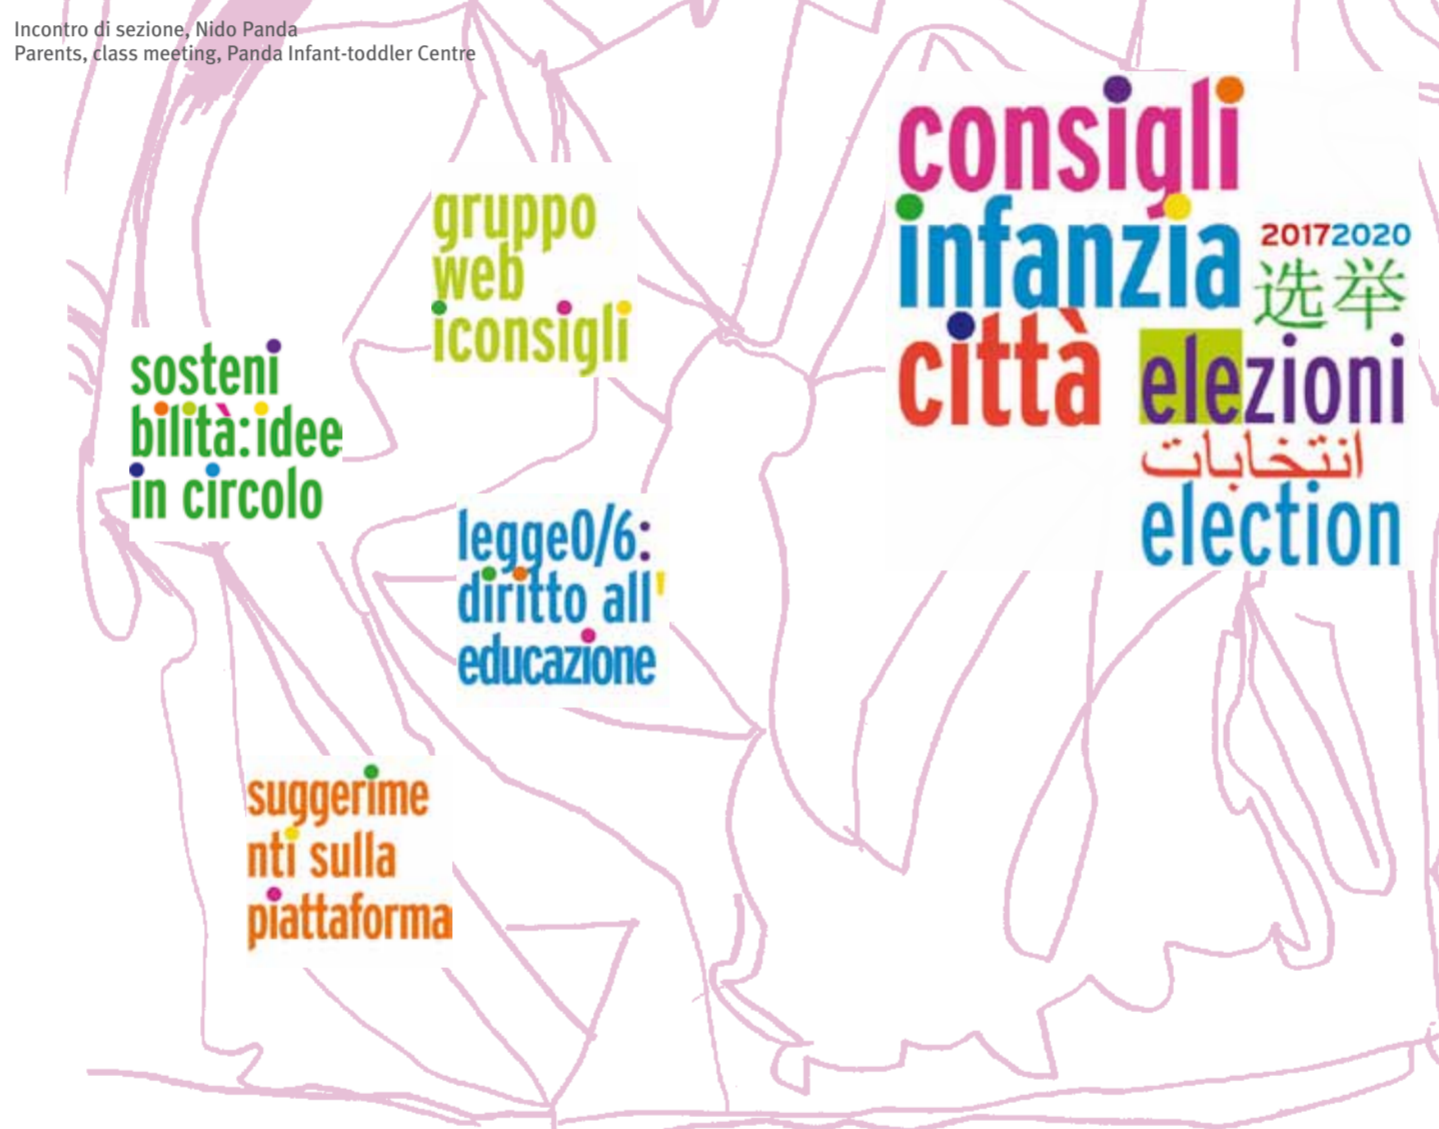 Incontro di sezione, Nido Panda
Parents, class meeting, Panda Infant-toddler Centre
consigli
infanzia
città
20172020
选举
elezioni
انتخابات
election
gruppo
web
iconsigli
sosteni
bilità:idee
in circolo
legge0/6:
diritto all'
educazione
suggerime
nti sulla
piattaforma